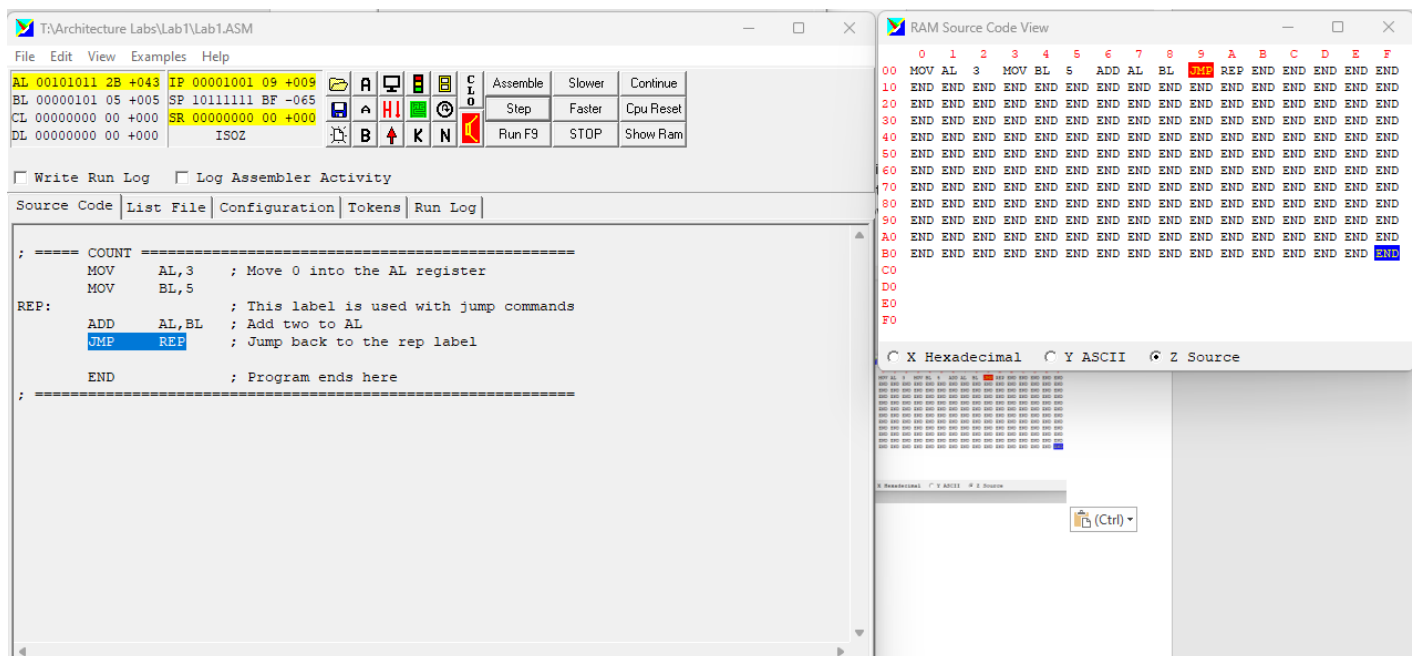 T:\Architecture Labs\Lab1\Lab1.ASM
File Edit View Examples Help
AL 00101011 2B +043 IP 00001001 09 +009
BL 00000101 05 +005 SP 10111111 BF -065
CL 00000000 00 +000 SR 00000000 00 +000
DL 00000000 00 +000 ISOZ
A CLO Assemble Slower Continue
A H Step Faster Cpu Reset
B K N Run F9 STOP Show Ram
Write Run Log Log Assembler Activity
Source Code List File Configuration Tokens Run Log
; ===== COUNT =================================================
MOV AL,3 ; Move 0 into the AL register
MOV BL,5
REP: ; This label is used with jump commands
ADD AL,BL ; Add two to AL
JMP REP ; Jump back to the rep label
END ; Program ends here
; =============================================================
RAM Source Code View
0 1 2 3 4 5 6 7 8 9 A B C D E F
00 MOV AL 3 MOV BL 5 ADD AL BL JMP REP END END END END END
10 END END END END END END END END END END END END END END END END
20 END END END END END END END END END END END END END END END END
30 END END END END END END END END END END END END END END END END
40 END END END END END END END END END END END END END END END END
50 END END END END END END END END END END END END END END END END
60 END END END END END END END END END END END END END END END END
70 END END END END END END END END END END END END END END END END
80 END END END END END END END END END END END END END END END END
90 END END END END END END END END END END END END END END END END
A0 END END END END END END END END END END END END END END END END
B0 END END END END END END END END END END END END END END END END
C0
D0
E0
F0
X Hexadecimal Y ASCII Z Source
X Hexadecimal Y ASCII Z Source
(Ctrl)